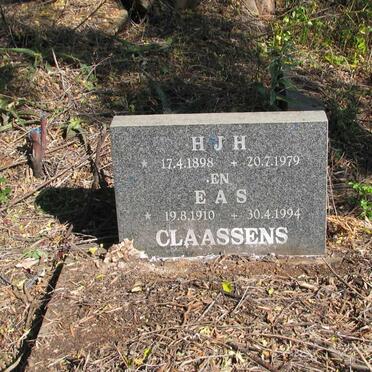 H J H
* 17.4.1898 + 20.7.1979
EN
E A S
* 19.8.1910 + 30.4.1994
CLAASSENS